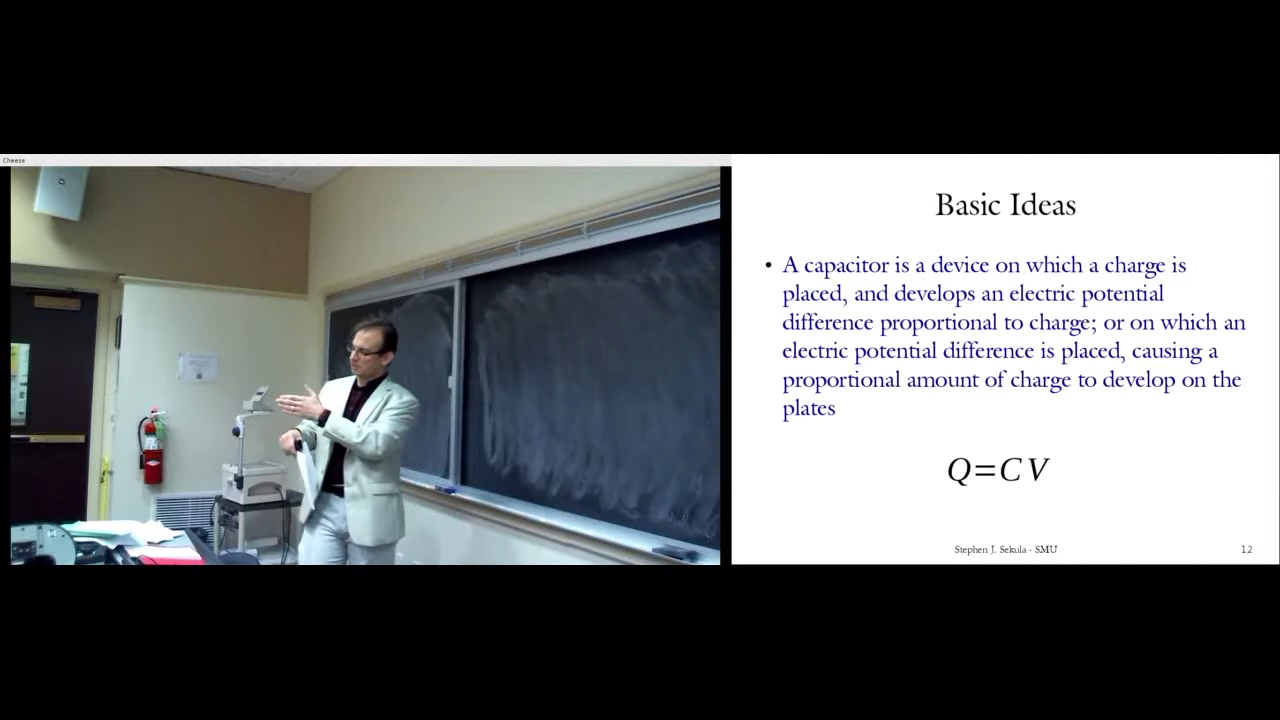 Cheese
Basic Ideas
• A capacitor is a device on which a charge is
placed, and develops an electric potential
difference proportional to charge; or on which an
electric potential difference is placed, causing a
proportional amount of charge to develop on the
plates
Q=CV
Stephen J. Sekula - SMU
12